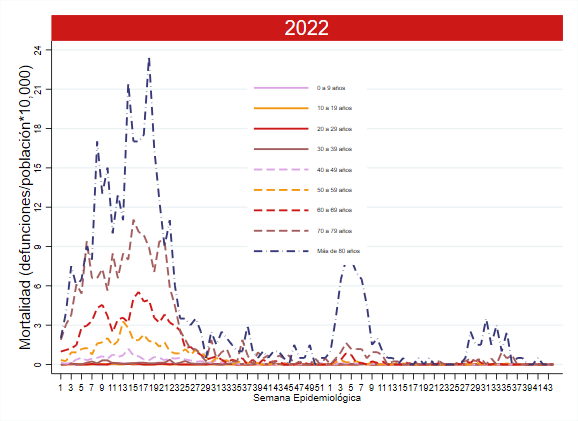 2022
Mortalidad (defunciones/población*10,000)
24
21
18
15
12
9
6
3
0
0 a 9 años
10 a 19 años
20 a 29 años
30 a 39 años
40 a 49 años
50 a 59 años
60 a 69 años
70 a 79 años
Más de 80 años
1 3 5 7 9 11 13 15 17 19 21 23 25 27 29 31 33 35 37 39 41 43 45 47 49 51 1 3 5 7 9 11 13 15 17 19 21 23 25 27 29 31 33 35 37 39 41 43
Semana Epidemiológica